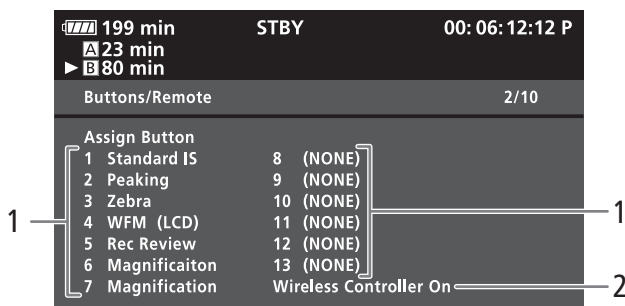 199 min STBY 00: 06: 12: 12 P
A 23 min
B 80 min
Buttons/Remote 2/10
Assign Button
1 Standard IS 8 (NONE)
2 Peaking 9 (NONE)
3 Zebra 10 (NONE)
4 WFM (LCD) 11 (NONE)
5 Rec Review 12 (NONE)
6 Magnificaiton 13 (NONE)
7 Magnification Wireless Controller On
1
1
2